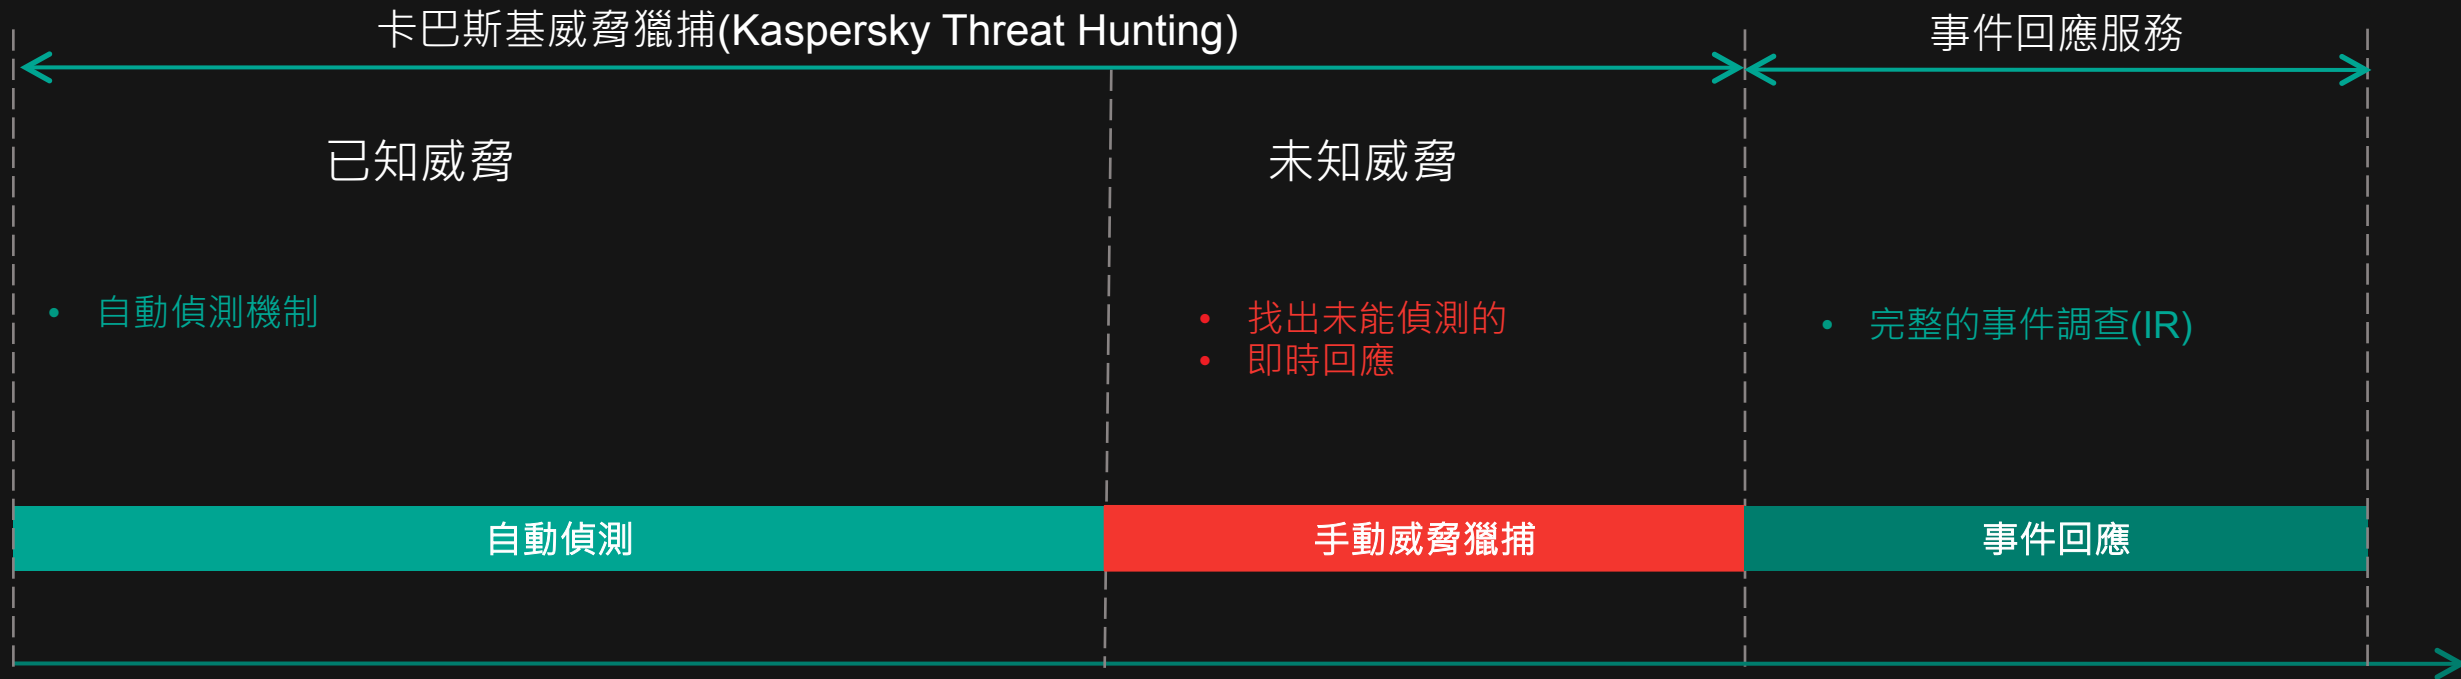 卡巴斯基威脅獵捕(Kaspersky Threat Hunting)
事件回應服務
已知威脅
未知威脅
• 自動偵測機制
• 找出未能偵測的
• 即時回應
• 完整的事件調查(IR)
自動偵測
手動威脅獵捕
事件回應